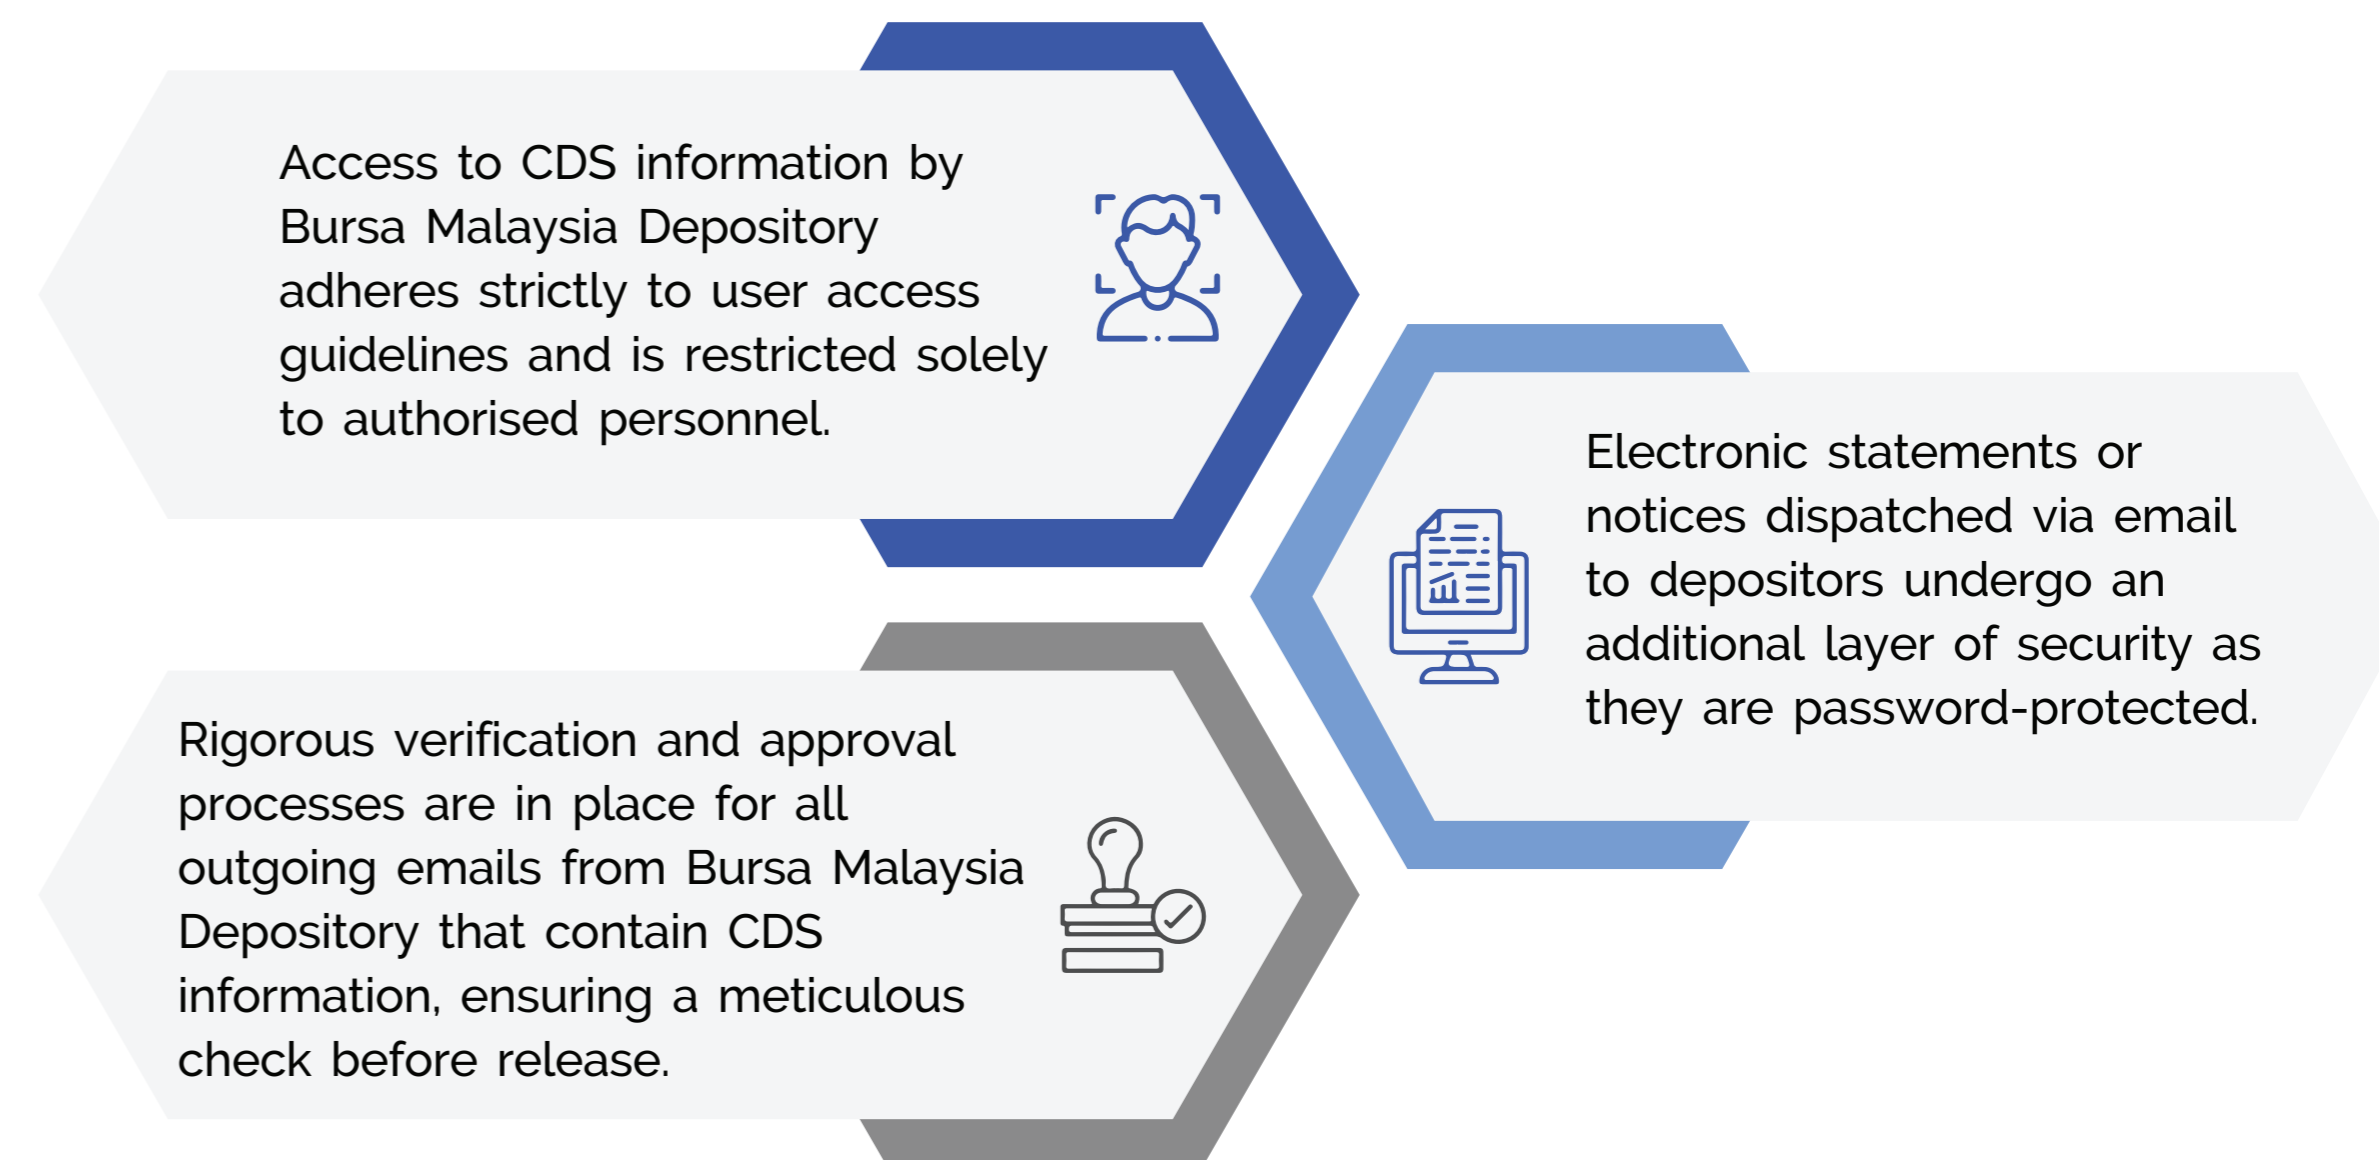 Access to CDS information by
Bursa Malaysia Depository
adheres strictly to user access
guidelines and is restricted solely
to authorised personnel.
Electronic statements or
notices dispatched via email
to depositors undergo an
additional layer of security as
they are password-protected.
Rigorous verification and approval
processes are in place for all
outgoing emails from Bursa Malaysia
Depository that contain CDS
information, ensuring a meticulous
check before release.